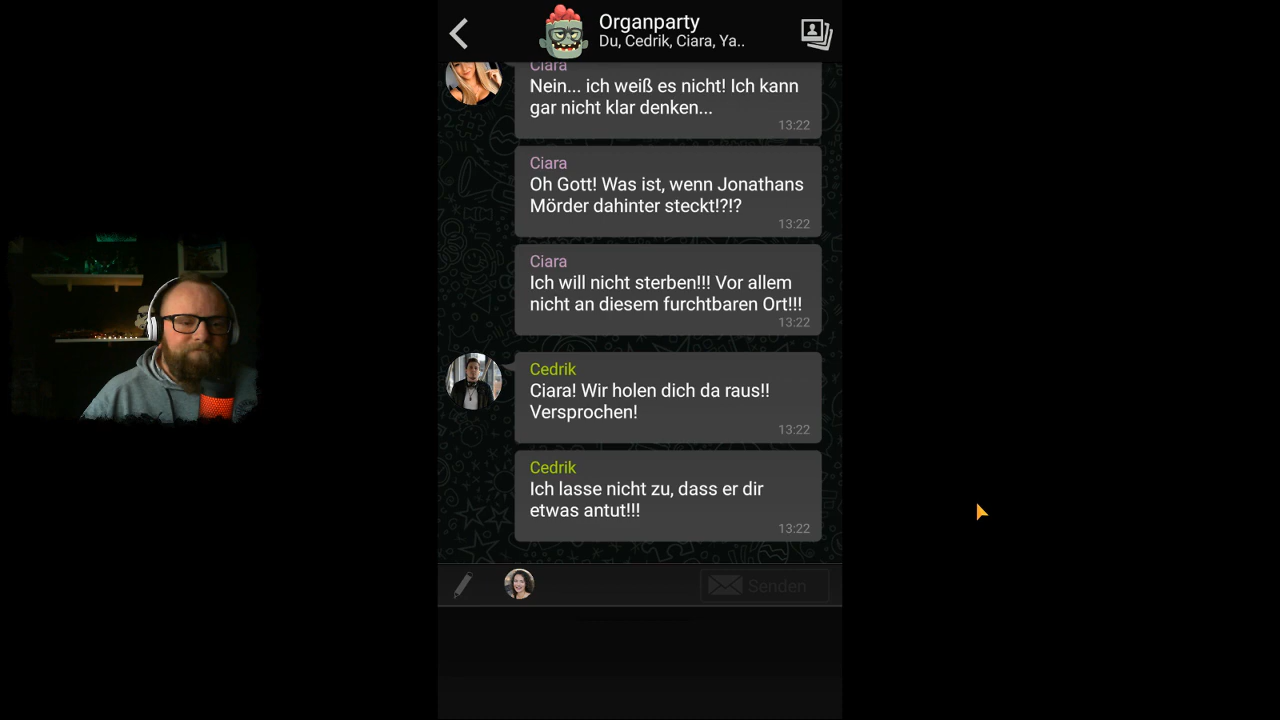 Organparty
Du, Cedrik, Ciara, Ya..
Ciara
Nein... ich weiß es nicht! Ich kann
gar nicht klar denken...
13:22
Ciara
Oh Gott! Was ist, wenn Jonathans
Mörder dahinter steckt!?!?
13:22
Ciara
Ich will nicht sterben!!! Vor allem
nicht an diesem furchtbaren Ort!!!
13:22
Cedrik
Ciara! Wir holen dich da raus!!
Versprochen!
13:22
Cedrik
Ich lasse nicht zu, dass er dir
etwas antut!!!
13:22
Senden